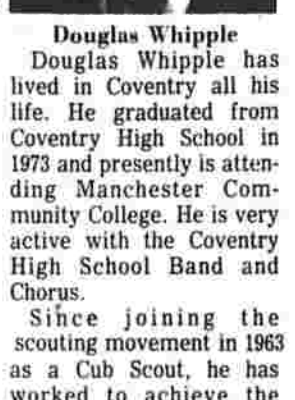 Douglas Whipple
Douglas Whipple has
lived in Coventry all his
life. He graduated from
Coventry High School in
1973 and presently is atten-
ding Manchester Com-
munity College. He is very
active with the Coventry
High School Band and
Chorus.
Since joining the
scouting movement in 1963
as a Cub Scout, he has
worked to achieve the